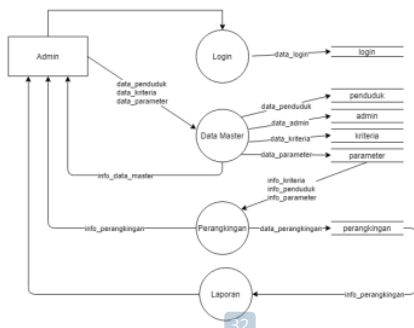 Admin
Login
data_login
login
data_penduduk
data_kriteria
data_parameter
data_penduduk
penduduk
data_admin
admin
Data Master
data_kriteria
kriteria
data_parameter
parameter
info_data_master
info_kriteria
info_penduduk
info_parameter
info_perangkingan
Perangkingan
data_perangkingan
perangkingan
Laporan
info_perangkingan
32